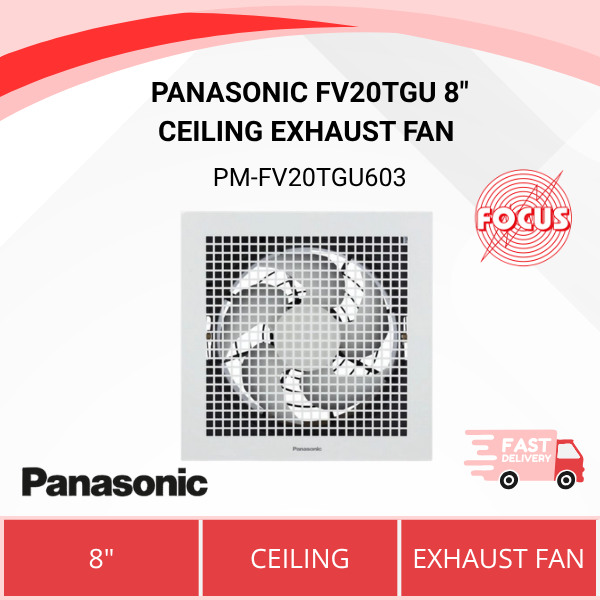 PANASONIC FV20TGU 8"
CEILING EXHAUST FAN
PM-FV20TGU603
FOCUS
Panasonic
FAST
DELIVERY
Panasonic
8"
CEILING
EXHAUST FAN